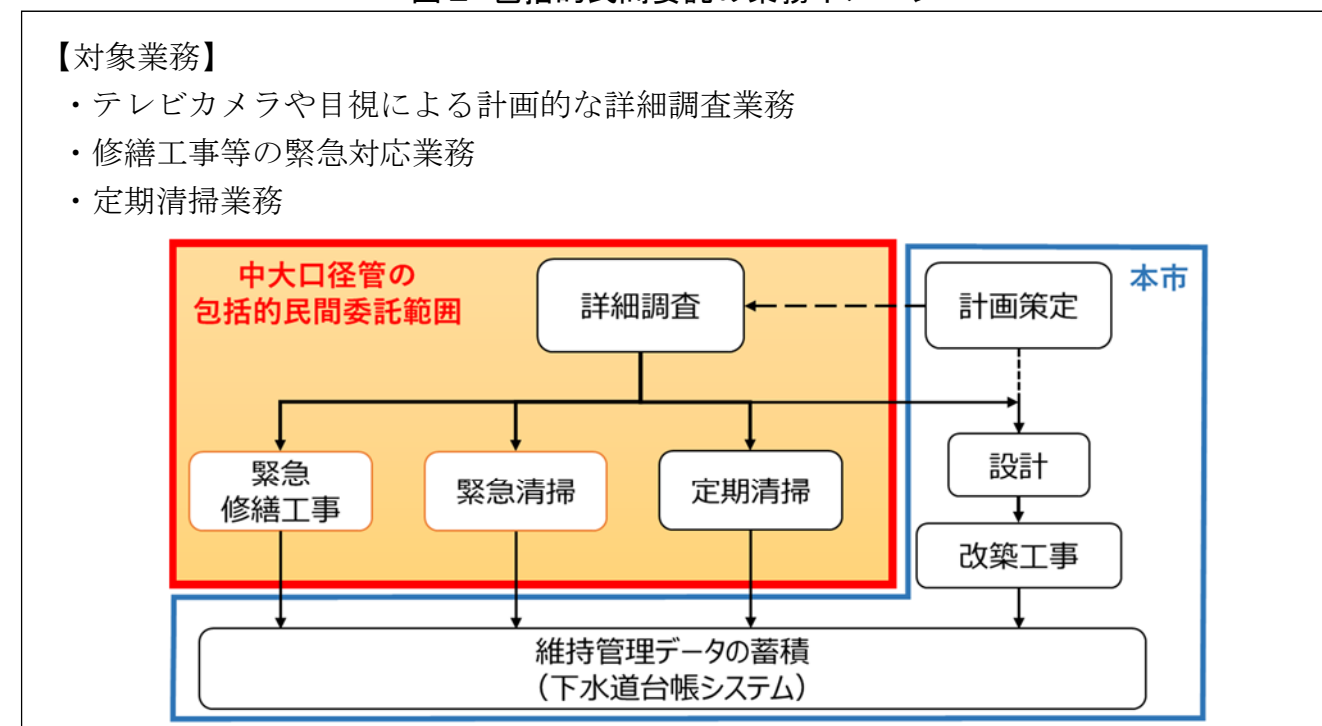 【対象業務】
・テレビカメラや目視による計画的な詳細調査業務
・修繕工事等の緊急対応業務
・定期清掃業務
中大口径管の
包括的民間委託範囲
詳細調査
計画策定
本市
緊急
修繕工事
緊急清掃
定期清掃
設計
改築工事
維持管理データの蓄積
（下水道台帳システム）